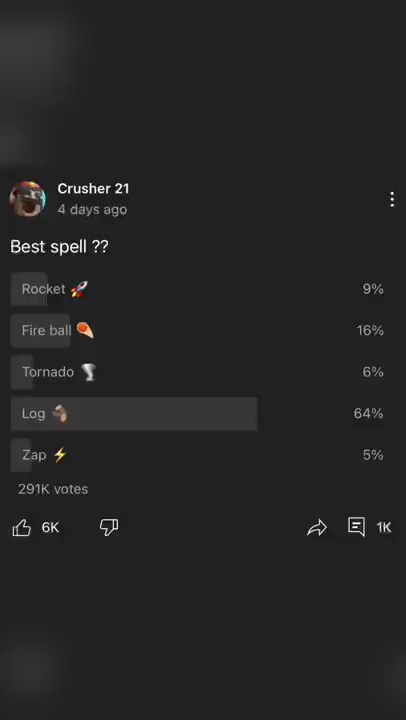 Crusher 21
4 days ago
Best spell ??
Rocket 🚀 9%
Fire ball ☄️ 16%
Tornado 🌪️ 6%
Log 🪵 64%
Zap ⚡ 5%
291K votes
6K 1K